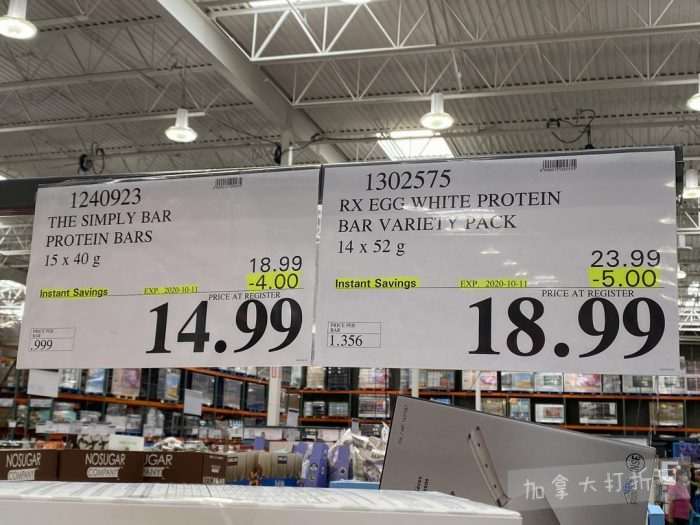 1240923
THE SIMPLY BAR
PROTEIN BARS
15 x 40 g
18.99
-4.00
Instant Savings
EXP. 2020-10-11
PRICE AT REGISTER
PRICE PER
BAR
.999
14.99
1302575
RX EGG WHITE PROTEIN
BAR VARIETY PACK
14 x 52 g
23.99
-5.00
Instant Savings
EXP. 2020-10-11
PRICE AT REGISTER
PRICE PER
BAR
1.356
18.99
NOSUGAR
COMPANY
NOSUGAR
COMPANY
GAR
加拿大打折